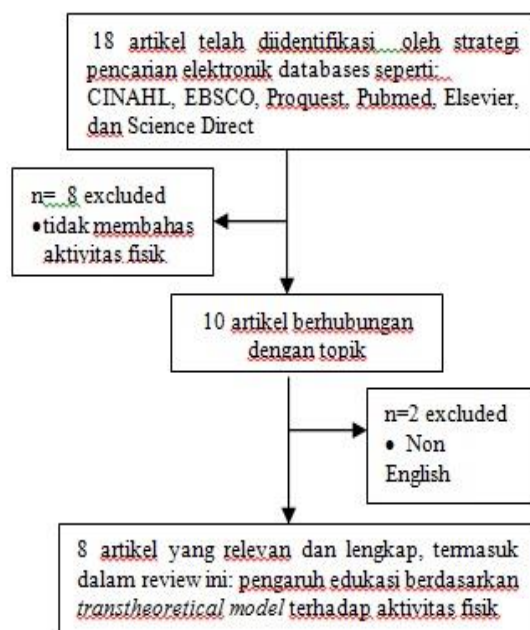 18 artikel telah diidentifikasi oleh strategi
pencarian elektronik databases seperti:
CINAHL, EBSCO, Proquest, Pubmed, Elsevier,
dan Science Direct
n= 8 excluded
•tidak membahas
aktivitas fisik
10 artikel berhubungan
dengan topik
n=2 excluded
• Non
English
8 artikel yang relevan dan lengkap, termasuk
dalam review ini: pengaruh edukasi berdasarkan
transtheoretical model terhadap aktivitas fisik